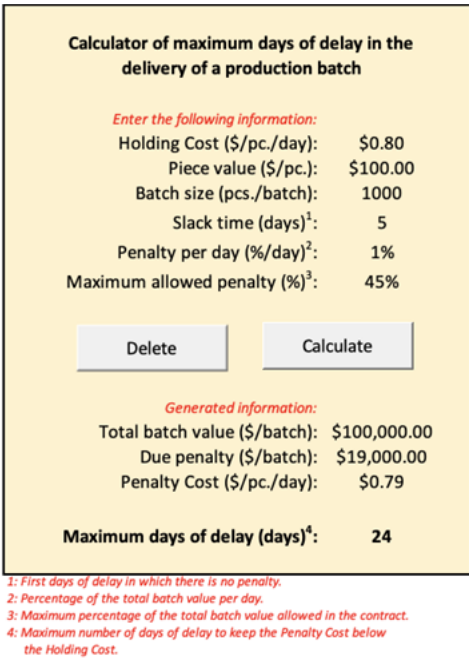 Calculator of maximum days of delay in the
delivery of a production batch
Enter the following information:
Holding Cost ($/pc./day): $0.80
Piece value ($/pc.): $100.00
Batch size (pcs./batch): 1000
Slack time (days)¹: 5
Penalty per day (%/day)²: 1%
Maximum allowed penalty (%)³: 45%
Delete Calculate
Generated information:
Total batch value ($/batch): $100,000.00
Due penalty ($/batch): $19,000.00
Penalty Cost ($/pc./day): $0.79
Maximum days of delay (days)⁴: 24
1: First days of delay in which there is no penalty.
2: Percentage of the total batch value per day.
3: Maximum percentage of the total batch value allowed in the contract.
4: Maximum number of days of delay to keep the Penalty Cost below
the Holding Cost.